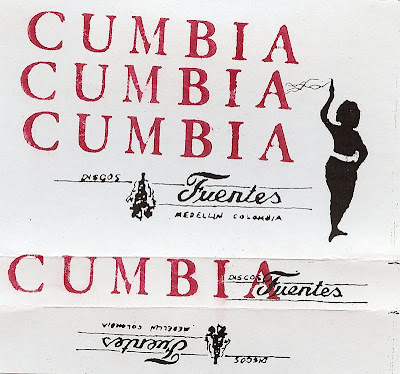 CUMBIA
CUMBIA
CUMBIA
DISCOS Fuentes
MEDELLIN COLOMBIA
CUMBIA DISCOS Fuentes
DISCOS Fuentes
MEDELLIN COLOMBIA